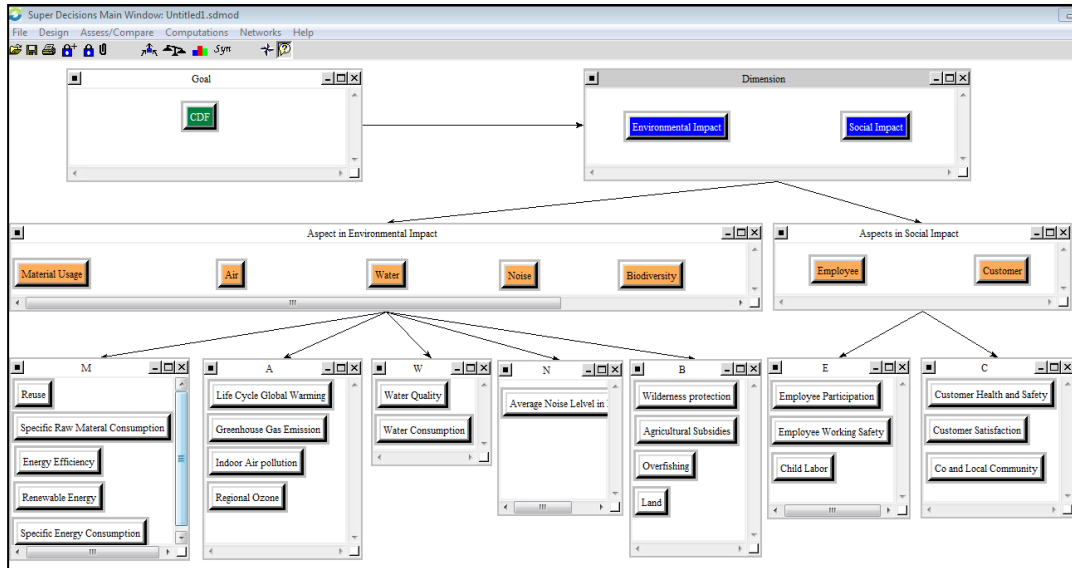 Super Decisions Main Window: Untitled1.sdmod
File Design Assess/Compare Computations Networks Help
Syn
Goal
Dimension
CDF
Environmental Impact
Social Impact
Aspect in Environmental Impact
Aspects in Social Impact
Material Usage
Air
Water
Noise
Biodiversity
Employee
Customer
M
Reuse
Specific Raw Materal Consumption
Energy Efficiency
Renewable Energy
Specific Energy Consumption
A
Life Cycle Global Warming
Greenhouse Gas Emission
Indoor Air pollution
Regional Ozone
W
Water Quality
Water Consumption
N
Average Noise Lelvel in
B
Wilderness protection
Agricultural Subsidies
Overfishing
Land
E
Employee Participation
Employee Working Safety
Child Labor
C
Customer Health and Safety
Customer Satisfaction
Co and Local Community